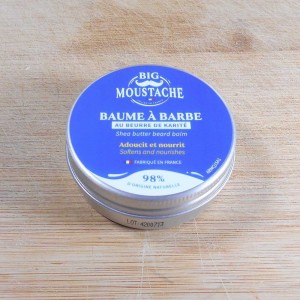 BIG
MOUSTACHE
BAUME À BARBE
AU BEURRE DE KARITÉ
Shea butter beard balm
Adoucit et nourrit
Softens and nourishes
FABRIQUÉ EN FRANCE
98%
D'ORIGINE NATURELLE